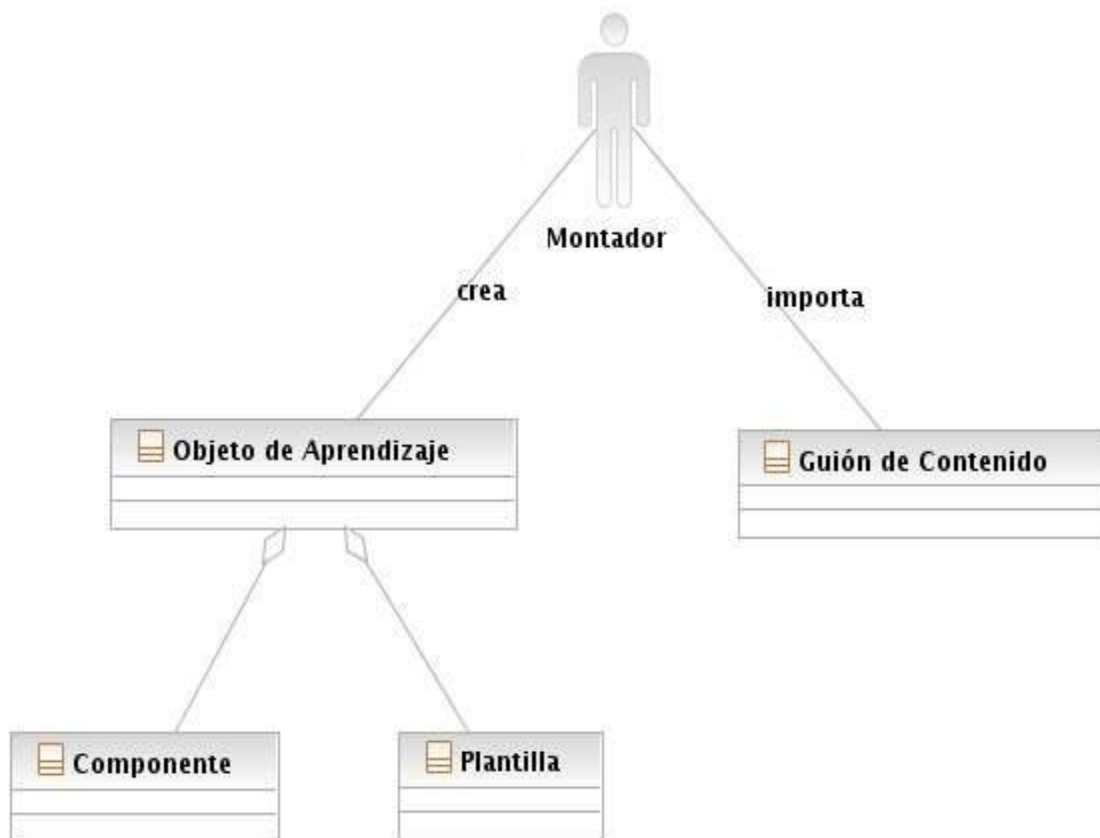 Montador
crea
importa
Objeto de Aprendizaje
Guión de Contenido
Componente
Plantilla